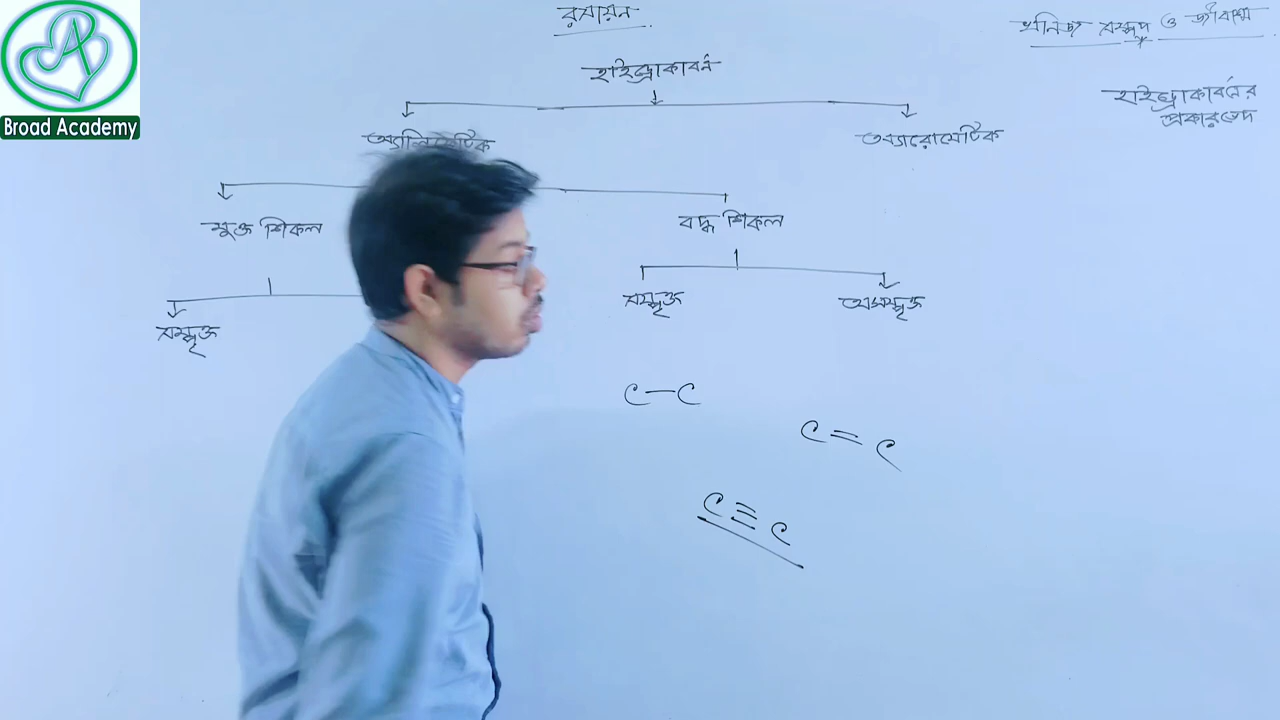 রসায়ন
খনিজ সম্পদ ও জীবাশ্ম
হাইড্রোকার্বন
হাইড্রোকার্বনের
প্রকারভেদ
অ্যালিফেটিক
অ্যারোমেটিক
মুক্ত শিকল
বদ্ধ শিকল
সম্পৃক্ত
সম্পৃক্ত
অসম্পৃক্ত
C—C
C=C
C≡C
A
Broad Academy